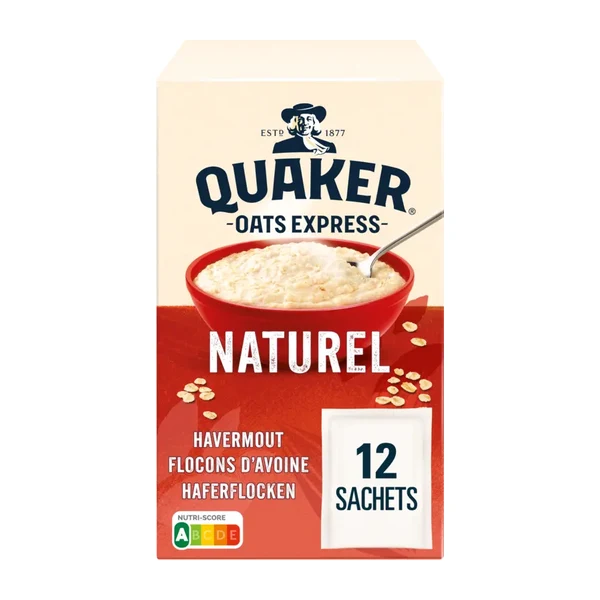 ESTD 1877
QUAKER®
-OATS EXPRESS-
NATUREL
HAVERMOUT
FLOCONS D'AVOINE
HAFERFLOCKEN
12
SACHETS
NUTRI-SCORE
A B C D E